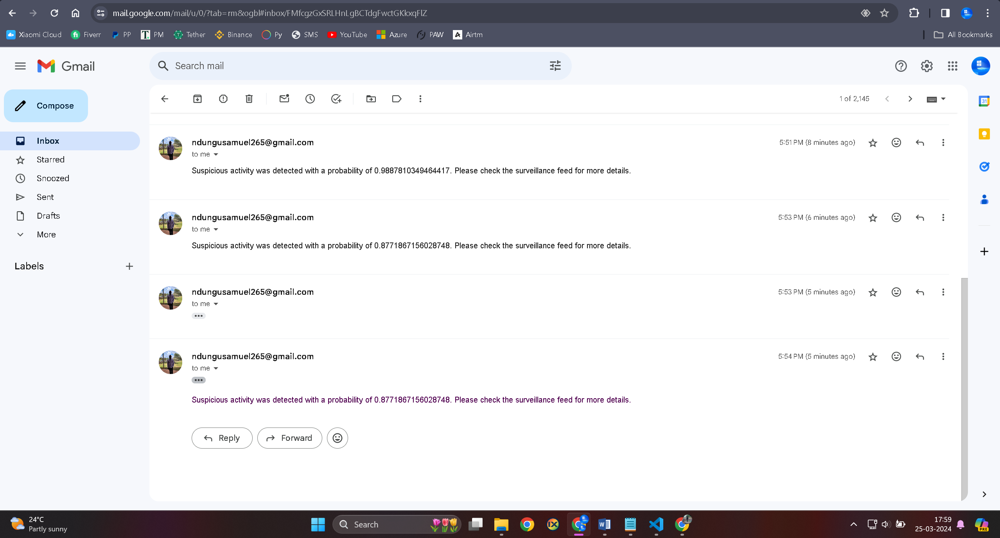 mail.google.com/mail/u/0/?tab=rm&ogbl#inbox/FMfcgzGxSRLHnLgBCTdgFwctGKkxqFlZ
Xiaomi Cloud Fiverr PP PM Tether Binance Py SMS YouTube Azure PAW Airtm All Bookmarks
Gmail Search mail
Compose
1 of 2,145
31
Inbox
Starred
Snoozed
Sent
Drafts
More
Labels
ndungusamuel265@gmail.com 5:51 PM (8 minutes ago)
to me
Suspicious activity was detected with a probability of 0.9887810349464417. Please check the surveillance feed for more details.
ndungusamuel265@gmail.com 5:53 PM (6 minutes ago)
to me
Suspicious activity was detected with a probability of 0.8771867156028748. Please check the surveillance feed for more details.
ndungusamuel265@gmail.com 5:53 PM (5 minutes ago)
to me
ndungusamuel265@gmail.com 5:54 PM (5 minutes ago)
to me
Suspicious activity was detected with a probability of 0.8771867156028748. Please check the surveillance feed for more details.
Reply Forward
24°C
Partly sunny
Search
IX
W
17:59
25-03-2024
PRE